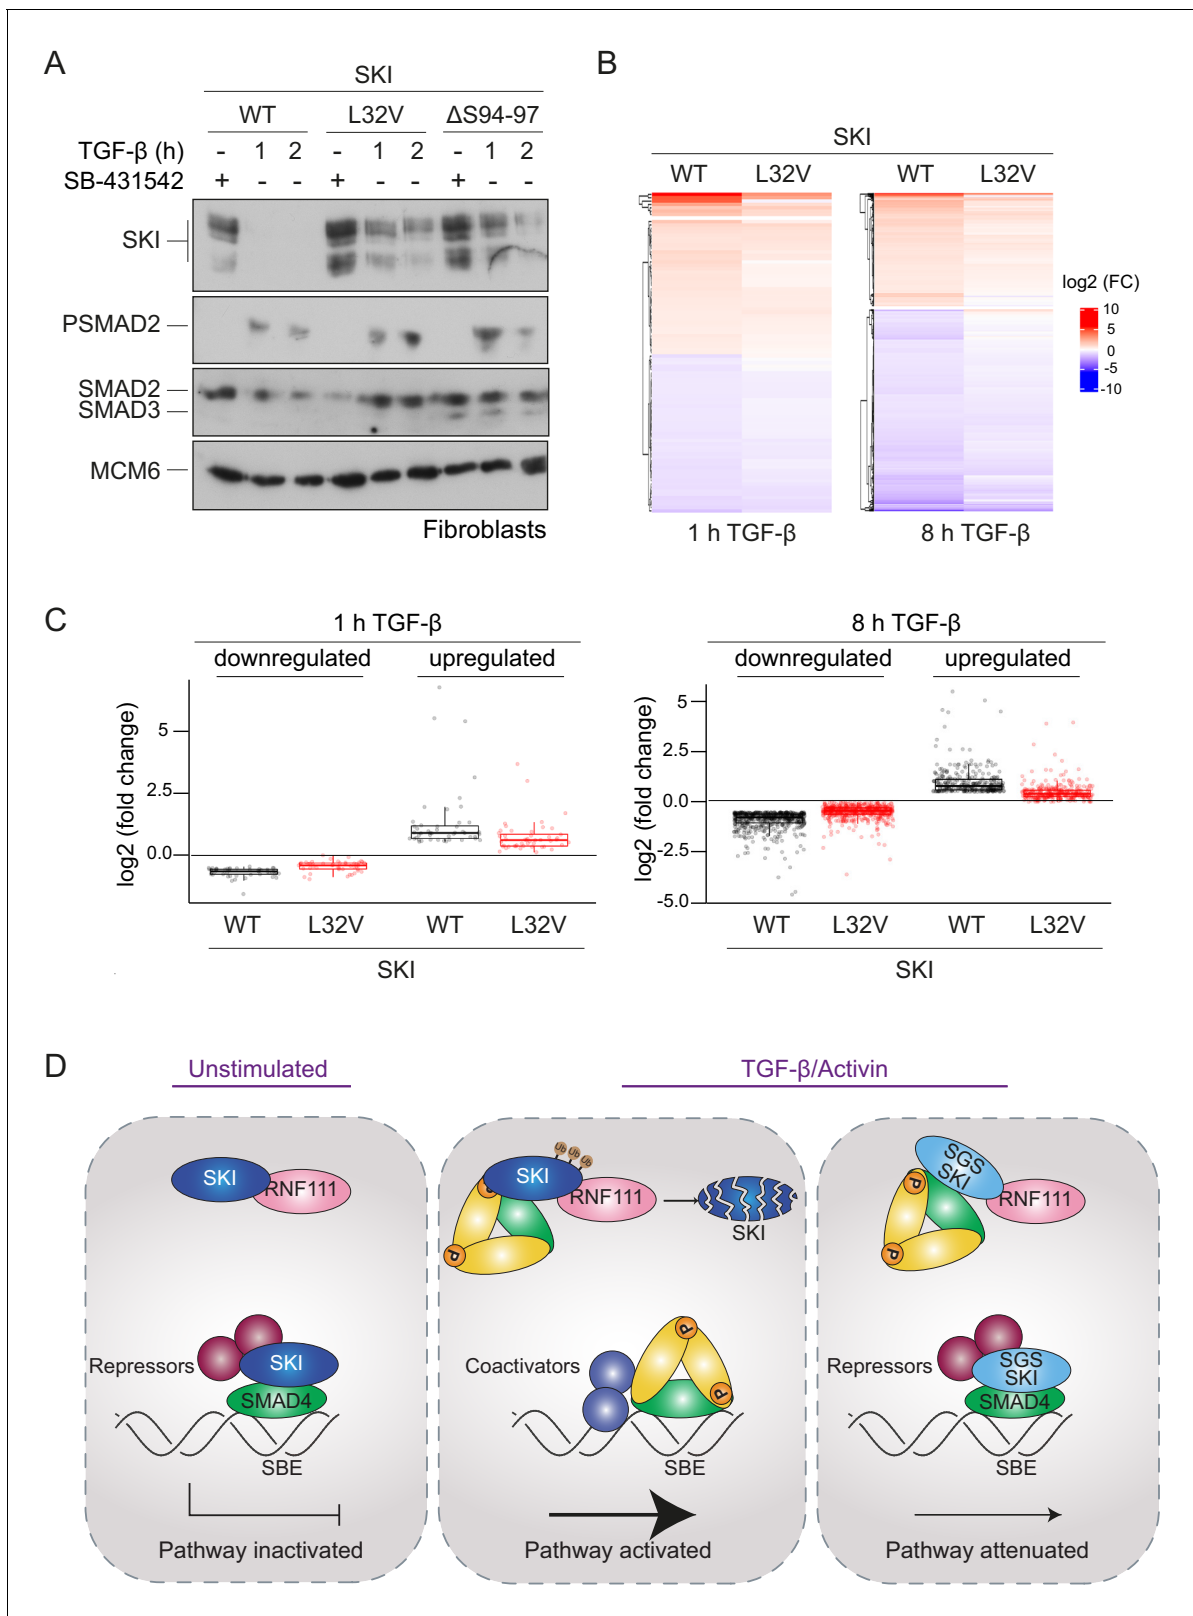 A
SKI
WT L32V ΔS94-97
TGF-β (h) - 1 2 - 1 2 - 1 2
SB-431542 + - - + - - + - -
SKI
PSMAD2
SMAD2
SMAD3
MCM6
Fibroblasts
B
SKI
WT L32V WT L32V
log2 (FC)
10
5
0
-5
-10
1 h TGF-β 8 h TGF-β
C
1 h TGF-β
downregulated upregulated
log2 (fold change)
5
2.5
0.0
WT L32V WT L32V
SKI
8 h TGF-β
downregulated upregulated
log2 (fold change)
5
2.5
0.0
-2.5
-5.0
WT L32V WT L32V
SKI
D
Unstimulated TGF-β/Activin
SKI
RNF111
Repressors
SKI
SMAD4
SBE
Pathway inactivated
Ub Ub Ub
SKI
P
RNF111
P
SKI
Coactivators
P
P
SBE
Pathway activated
SGS
SKI
P
RNF111
P
Repressors
SGS
SKI
SMAD4
SBE
Pathway attenuated